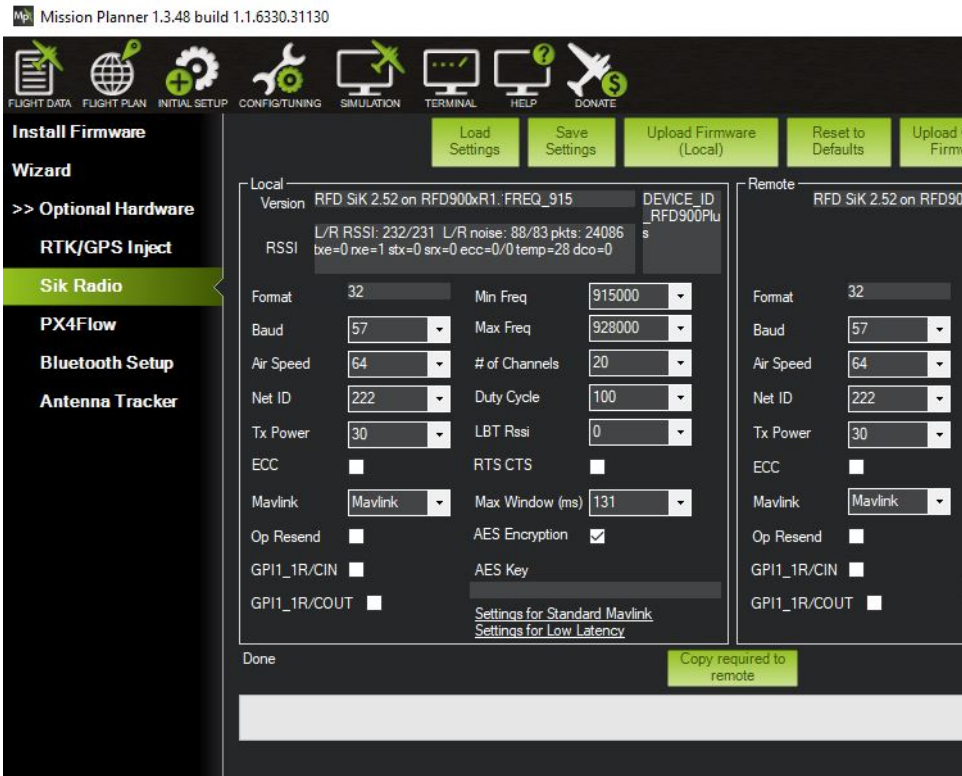 Mission Planner 1.3.48 build 1.1.6330.31130
FLIGHT DATA FLIGHT PLAN INITIAL SETUP CONFIG/TUNING SIMULATION TERMINAL HELP DONATE
Install Firmware
Wizard
>> Optional Hardware
RTK/GPS Inject
Sik Radio
PX4Flow
Bluetooth Setup
Antenna Tracker
Load
Settings
Save
Settings
Upload Firmware
(Local)
Reset to
Defaults
Upload
Firmw
Local
Version RFD SiK 2.52 on RFD900xR1. FREQ_915
DEVICE_ID
_RFD900Plu
s
RSSI
L/R RSSI: 232/231 L/R noise: 88/83 pkts: 24086
txe=0 rxe=1 stx=0 srx=0 ecc=0/0 temp=28 dco=0
Format 32
Baud 57
Air Speed 64
Net ID 222
Tx Power 30
ECC
Mavlink Mavlink
Op Resend
GPI1_1R/CIN
GPI1_1R/COUT
Min Freq 915000
Max Freq 928000
# of Channels 20
Duty Cycle 100
LBT Rssi 0
RTS CTS
Max Window (ms) 131
AES Encryption
AES Key
Settings for Standard Mavlink
Settings for Low Latency
Remote
RFD SiK 2.52 on RFD90
Format 32
Baud 57
Air Speed 64
Net ID 222
Tx Power 30
ECC
Mavlink Mavlink
Op Resend
GPI1_1R/CIN
GPI1_1R/COUT
Done
Copy required to
remote